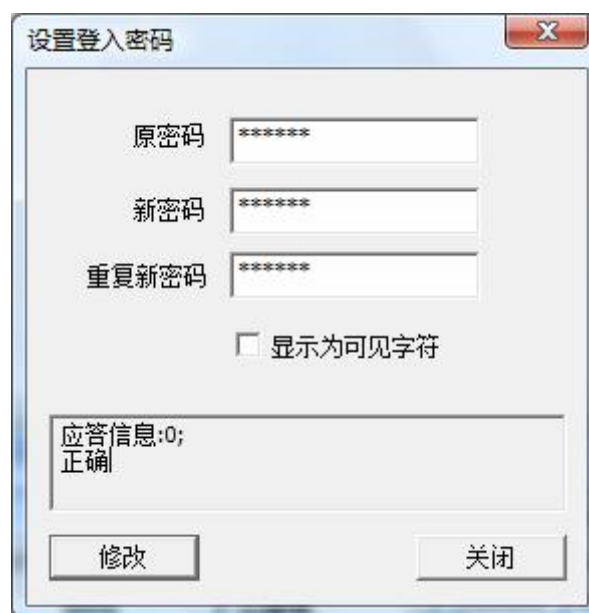 设置登入密码
原密码 ******
新密码 ******
重复新密码 ******
显示为可见字符
应答信息:0;
正确
修改 关闭